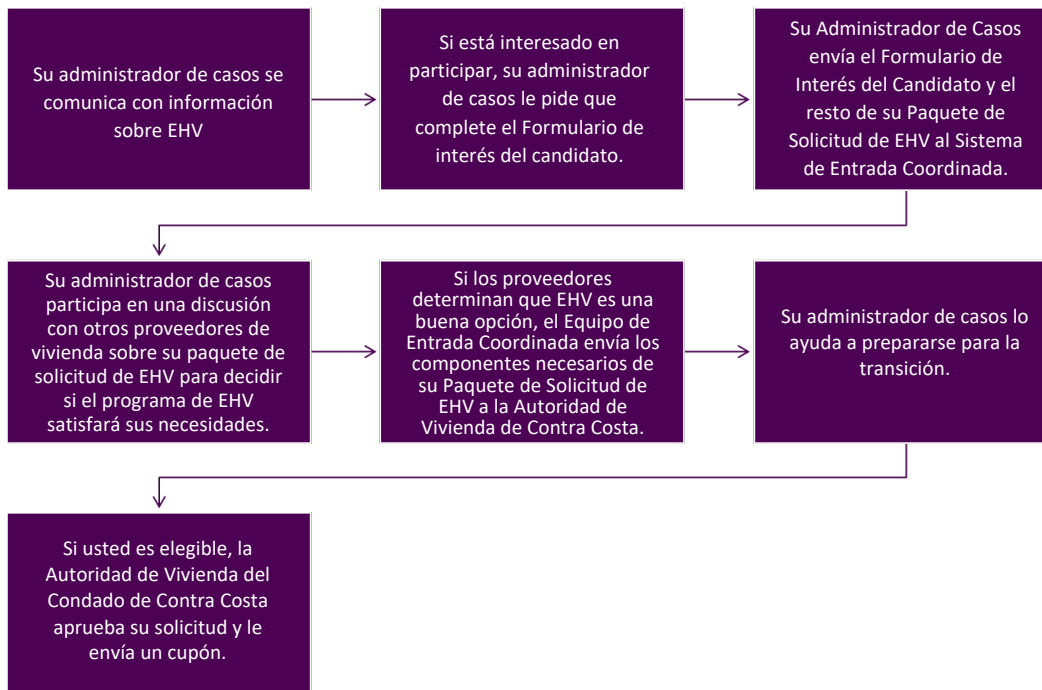 Su administrador de casos se
comunica con información
sobre EHV
Si está interesado en
participar, su administrador
de casos le pide que
complete el Formulario de
interés del candidato.
Su Administrador de Casos
envía el Formulario de
Interés del Candidato y el
resto de su Paquete de
Solicitud de EHV al Sistema
de Entrada Coordinada.
Su administrador de casos
participa en una discusión
con otros proveedores de
vivienda sobre su paquete de
solicitud de EHV para decidir
si el programa de EHV
satisfará sus necesidades.
Si los proveedores
determinan que EHV es una
buena opción, el Equipo de
Entrada Coordinada envía los
componentes necesarios de
su Paquete de Solicitud de
EHV a la Autoridad de
Vivienda de Contra Costa.
Su administrador de casos lo
ayuda a prepararse para la
transición.
Si usted es elegible, la
Autoridad de Vivienda del
Condado de Contra Costa
aprueba su solicitud y le
envía un cupón.